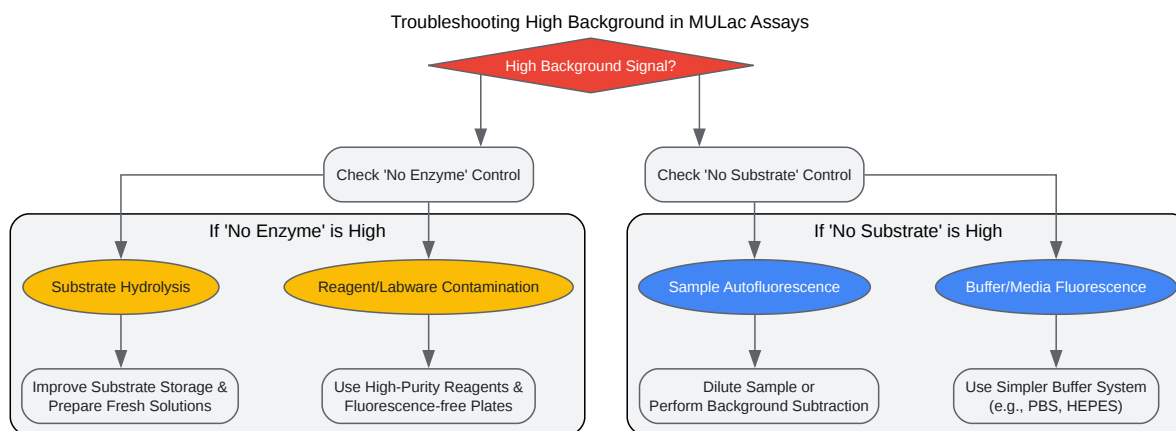 Troubleshooting High Background in MULac Assays
High Background Signal?
Check 'No Enzyme' Control
Check 'No Substrate' Control
If 'No Enzyme' is High
If 'No Substrate' is High
Substrate Hydrolysis
Reagent/Labware Contamination
Sample Autofluorescence
Buffer/Media Fluorescence
Improve Substrate Storage &
Prepare Fresh Solutions
Use High-Purity Reagents &
Fluorescence-free Plates
Dilute Sample or
Perform Background Subtraction
Use Simpler Buffer System
(e.g., PBS, HEPES)